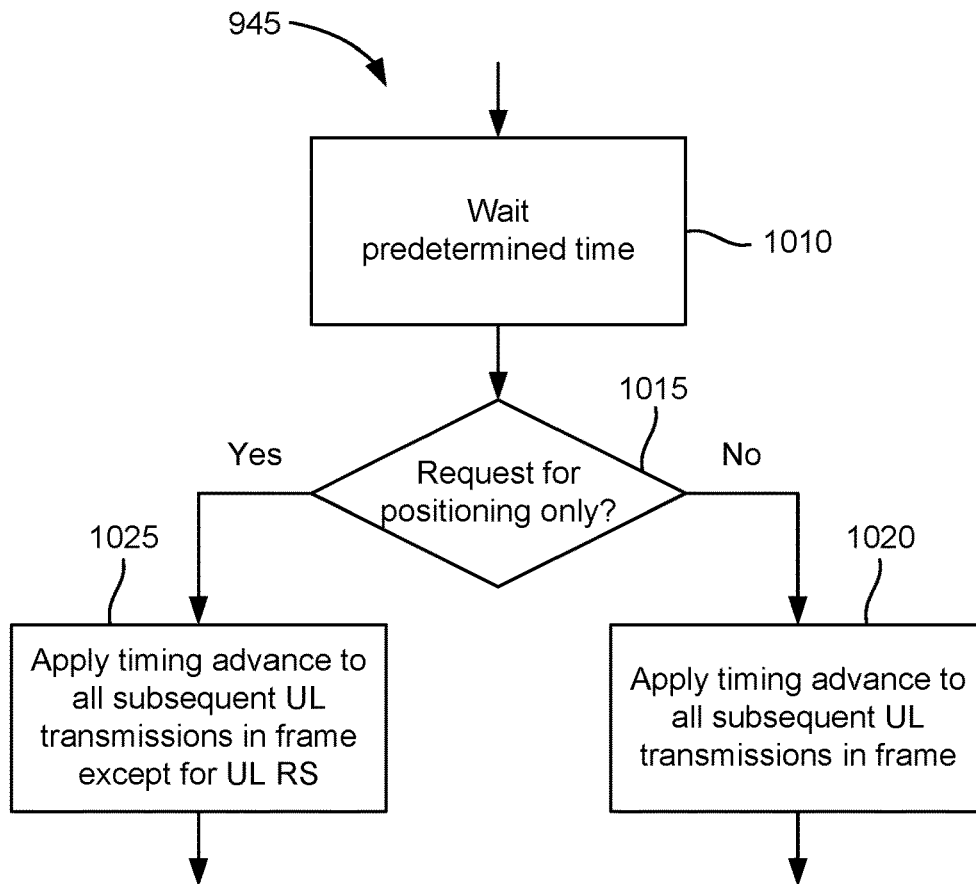 945
Wait
predetermined time
1010
1015
Yes
Request for
positioning only?
No
1025
1020
Apply timing advance to
all subsequent UL
transmissions in frame
except for UL RS
Apply timing advance to
all subsequent UL
transmissions in frame